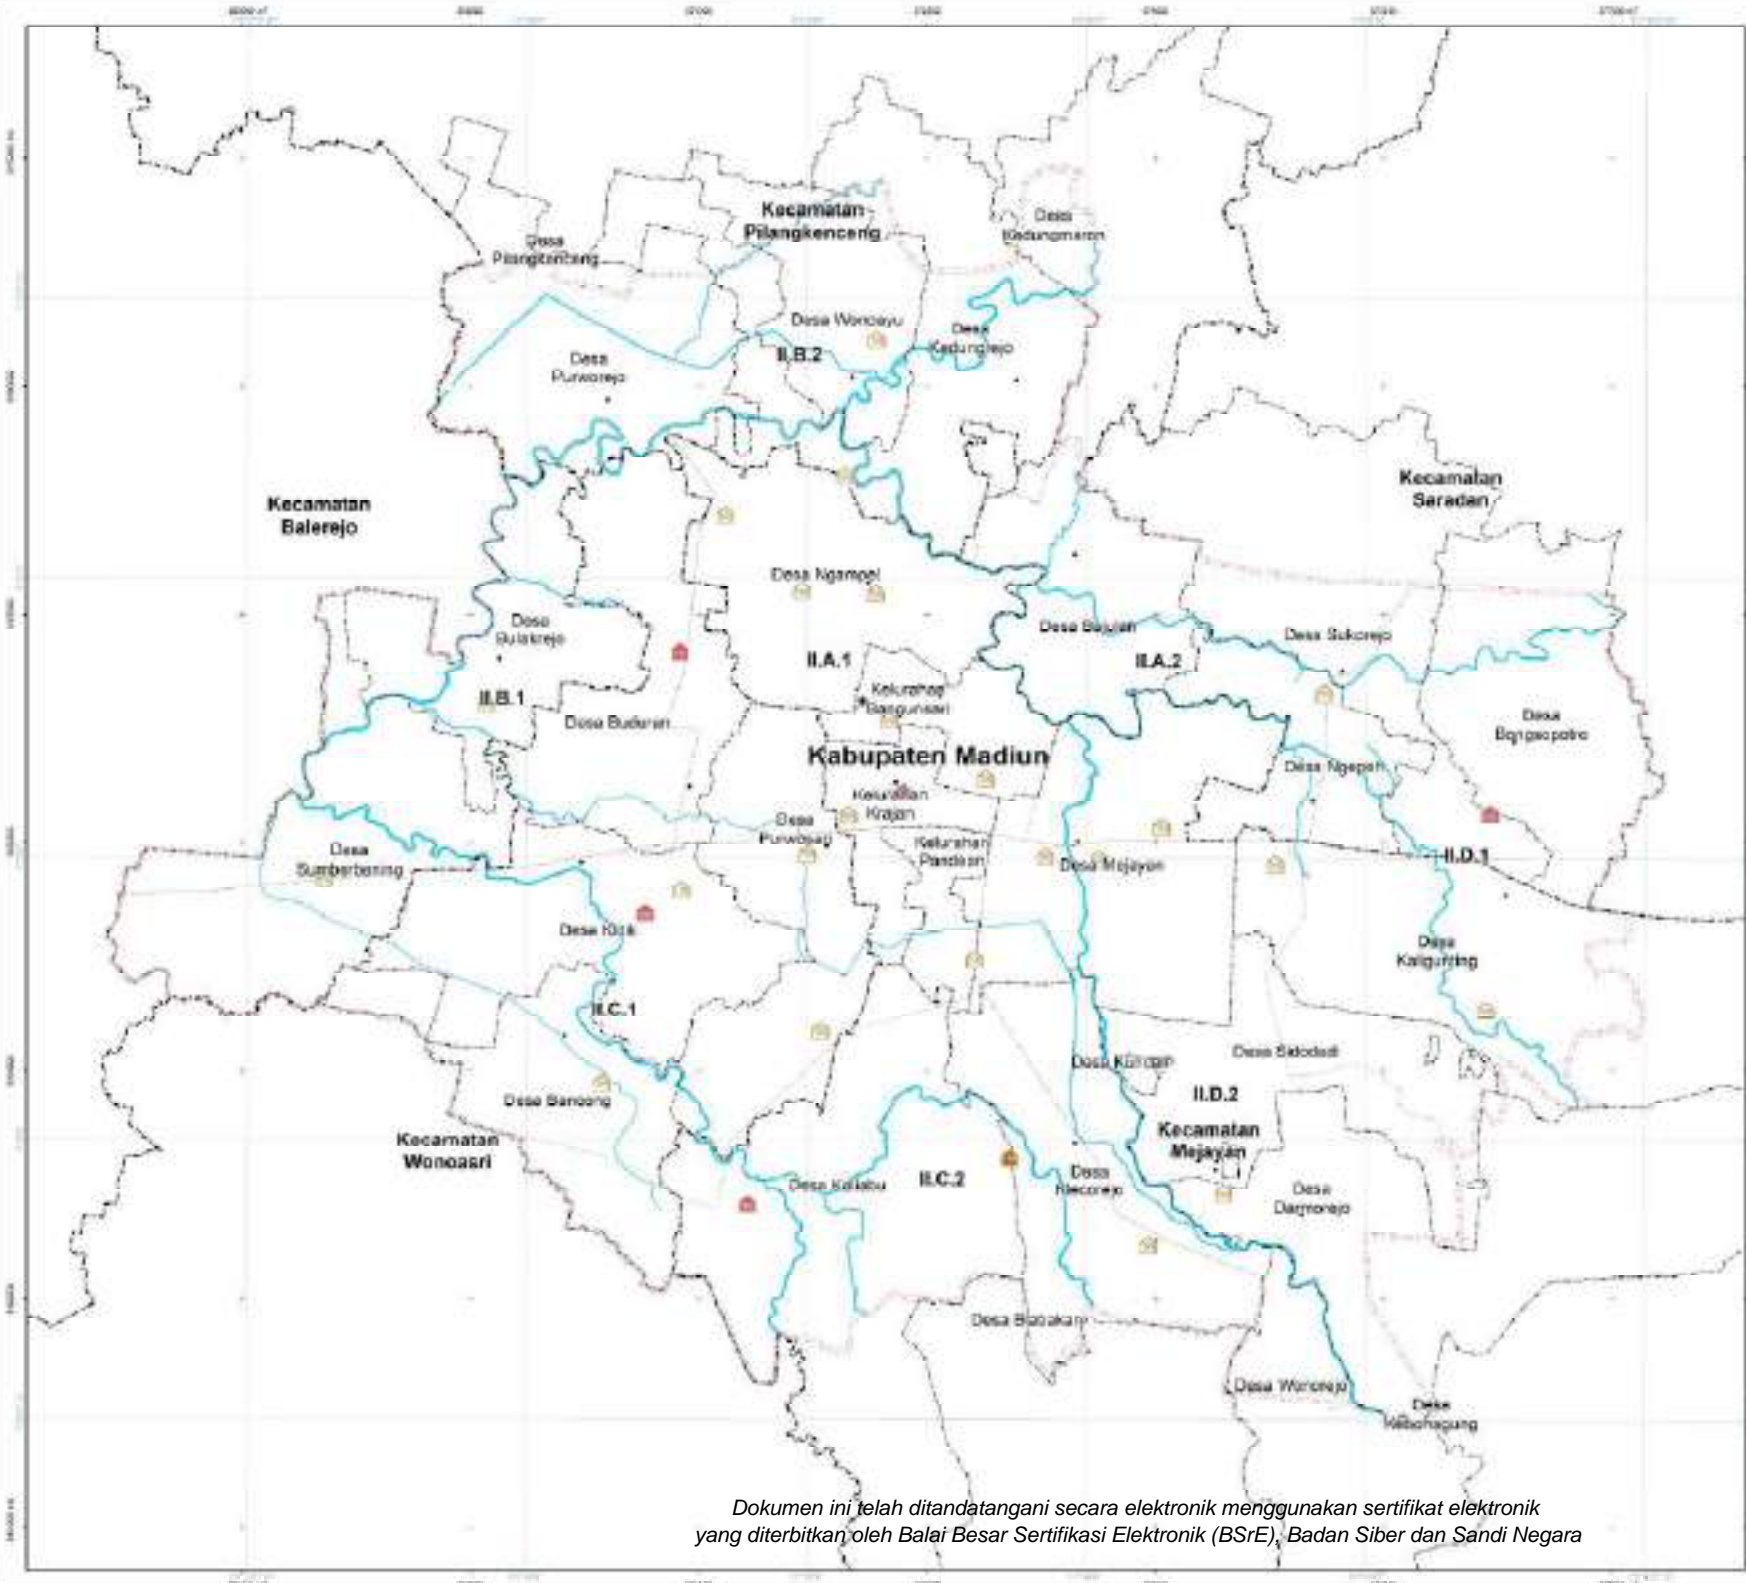 Kecamatan
Pilangkenceng
Desa
Kedungmaron
Desa
Pilangkenceng
Desa Wonoayu
Desa
Kedungrejo
II.B.2
Desa
Purworejo
Kecamatan
Balerejo
Kecamatan
Saradan
Desa Ngampel
Desa
Bulakrejo
Desa Bajulan
Desa Sukorejo
II.A.1
II.A.2
II.B.1
Kelurahan
Bangunsari
Desa Buduran
Desa
Bongsopotro
Kabupaten Madiun
Desa Ngepeh
Kelurahan
Krajan
Desa
Purwosari
Kelurahan
Pandean
Desa
Sumberbening
Desa Mejayan
II.D.1
Desa
Desa
Kaligunting
II.C.1
Desa
Desa Sidodadi
II.D.2
Desa Bancong
Kecamatan
Wonoasri
Kecamatan
Mejayan
Desa Kaliabu
II.C.2
Desa
Klecorejo
Desa
Darmorejo
Desa Blabakan
Desa Wonorejo
Desa
Kebonagung
Dokumen ini telah ditandatangani secara elektronik menggunakan sertifikat elektronik
yang diterbitkan oleh Balai Besar Sertifikasi Elektronik (BSrE), Badan Siber dan Sandi Negara